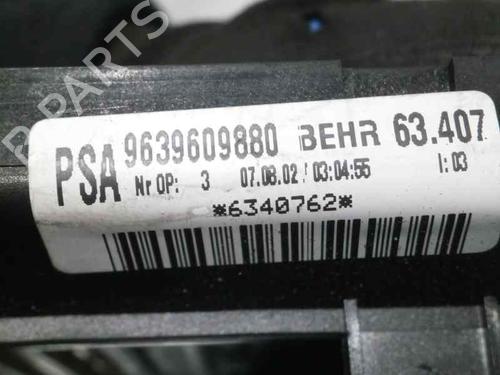 B PARTS
PSA 9639609880 BEHR 63.407
Nr OP: 3 07.08.02 / 03:04:55 I: 03
*6340762*